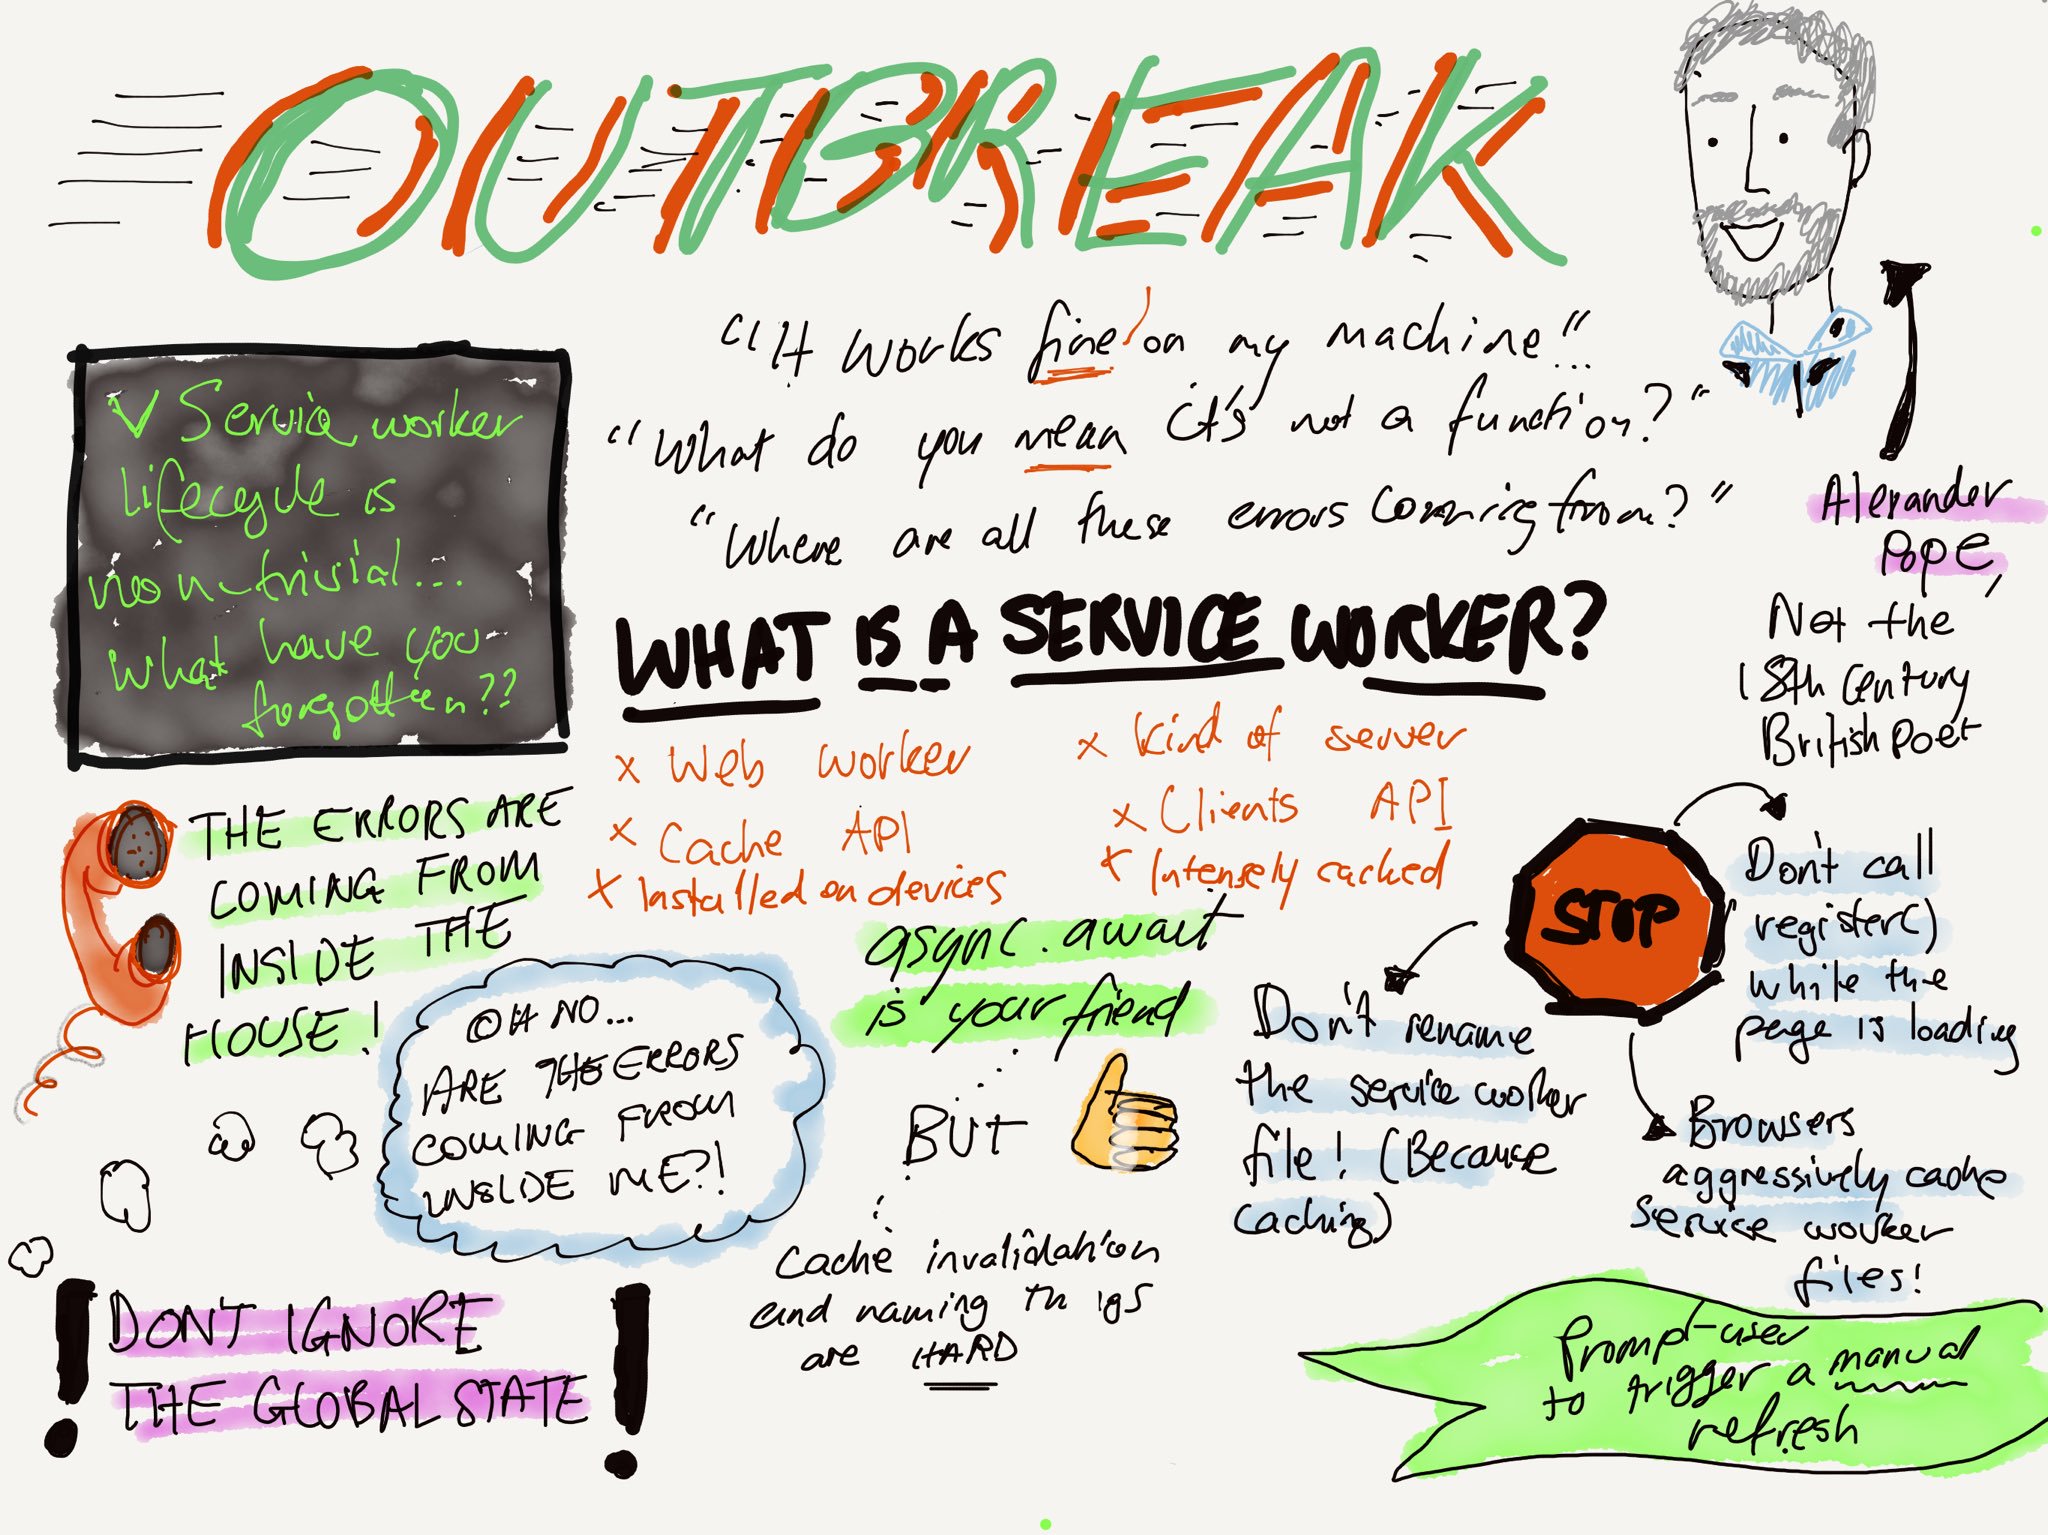 OUTBREAK
"It works fine on my machine"...
"What do you mean it's not a function?"
"Where are all these errors coming from?"
Alexander
Pope,
Not the
18th century
British Poet
V Service worker
lifecycle is
non-trivial...
what have you
forgotten??
WHAT IS A SERVICE WORKER?
x Web worker
x Cache API
x Installed on devices
x Kind of server
x Clients API
x Intensely cached
THE ERRORS ARE
COMING FROM
INSIDE THE
HOUSE!
OH NO...
ARE THE ERRORS
COMING FROM
INSIDE ME?!
async.await
is your friend
BUT
Cache invalidation
and naming things
are HARD
STOP
Don't call
register()
while the
page is loading
Don't rename
the service worker
file! (Because
caching)
Browsers
aggressively cache
service worker
files!
DON'T IGNORE
THE GLOBAL STATE
Prompt-user
to trigger a manual
refresh